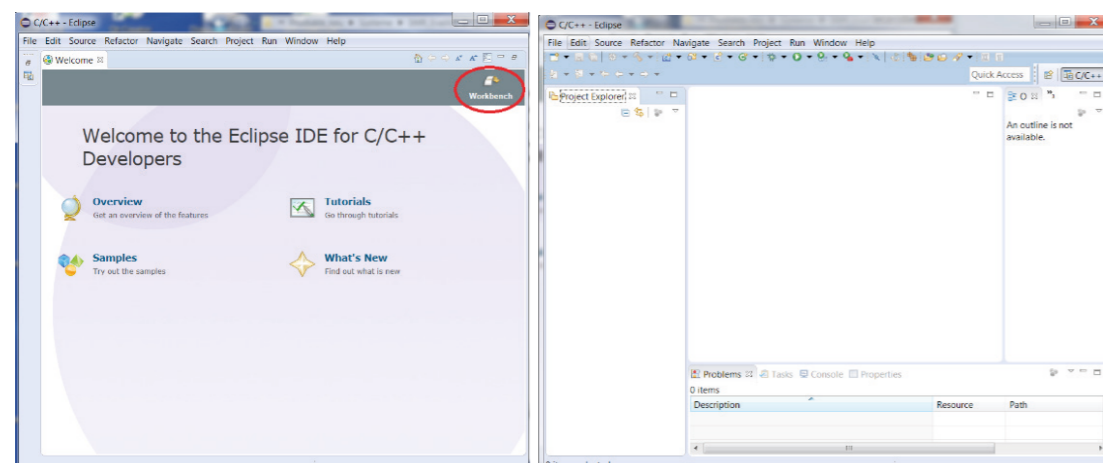 C/C++ - Eclipse
File Edit Source Refactor Navigate Search Project Run Window Help
Welcome
Workbench
Welcome to the Eclipse IDE for C/C++
Developers
Overview
Get an overview of the features
Tutorials
Go through tutorials
Samples
Try out the samples
What's New
Find out what is new
C/C++ - Eclipse
File Edit Source Refactor Navigate Search Project Run Window Help
Quick Access
C/C++
Project Explorer
O
An outline is not
available.
Problems Tasks Console Properties
0 items
Description Resource Path